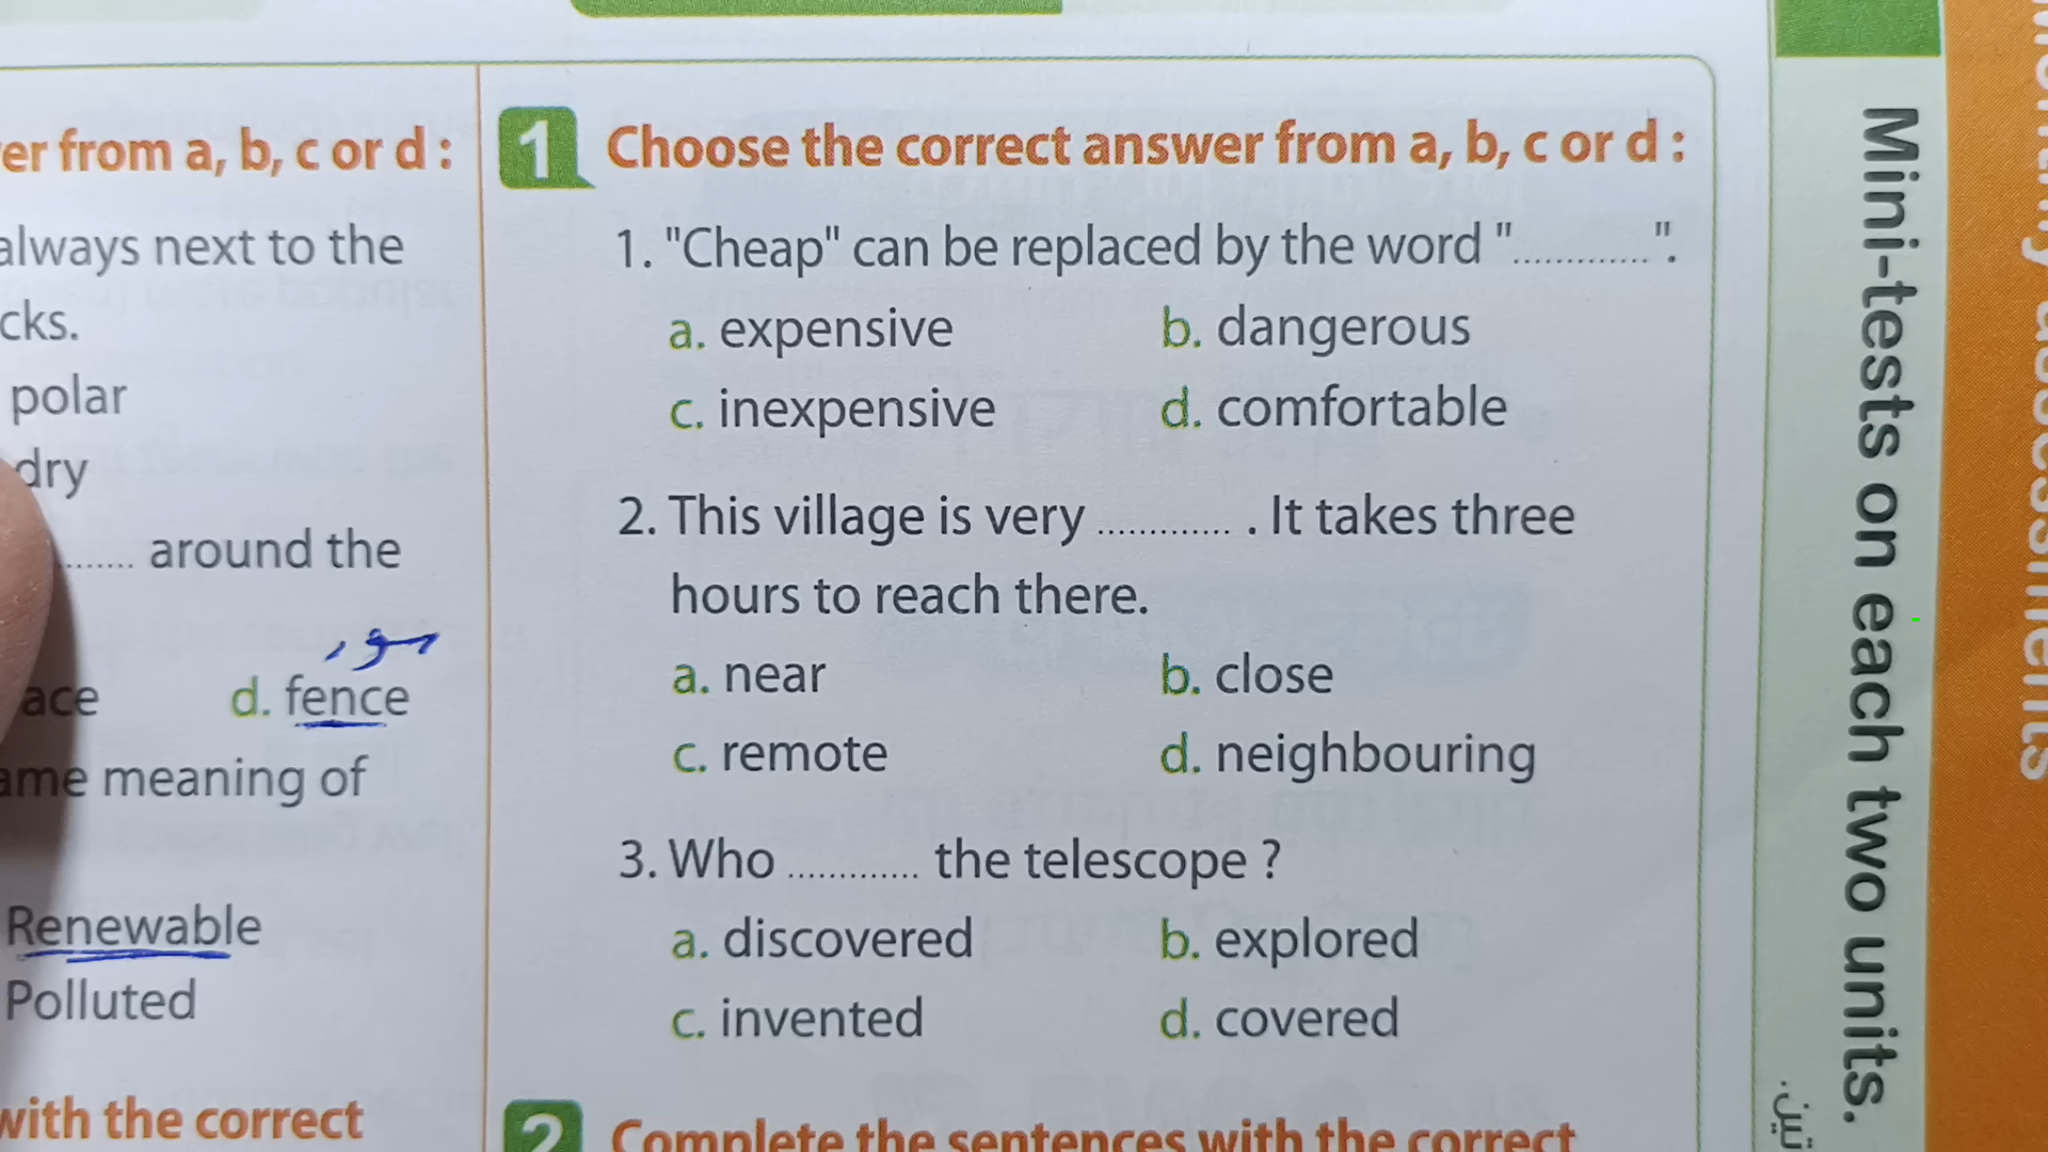 er from a, b, c or d :
always next to the
cks.
polar
dry
............ around the
سور
ace d. fence
ame meaning of
Renewable
Polluted
with the correct
1 Choose the correct answer from a, b, c or d :
1. "Cheap" can be replaced by the word "............".
a. expensive b. dangerous
c. inexpensive d. comfortable
2. This village is very ............ . It takes three
hours to reach there.
a. near b. close
c. remote d. neighbouring
3. Who ............ the telescope ?
a. discovered b. explored
c. invented d. covered
2 Complete the sentences with the correct
Mini-tests on each two units.
assessments